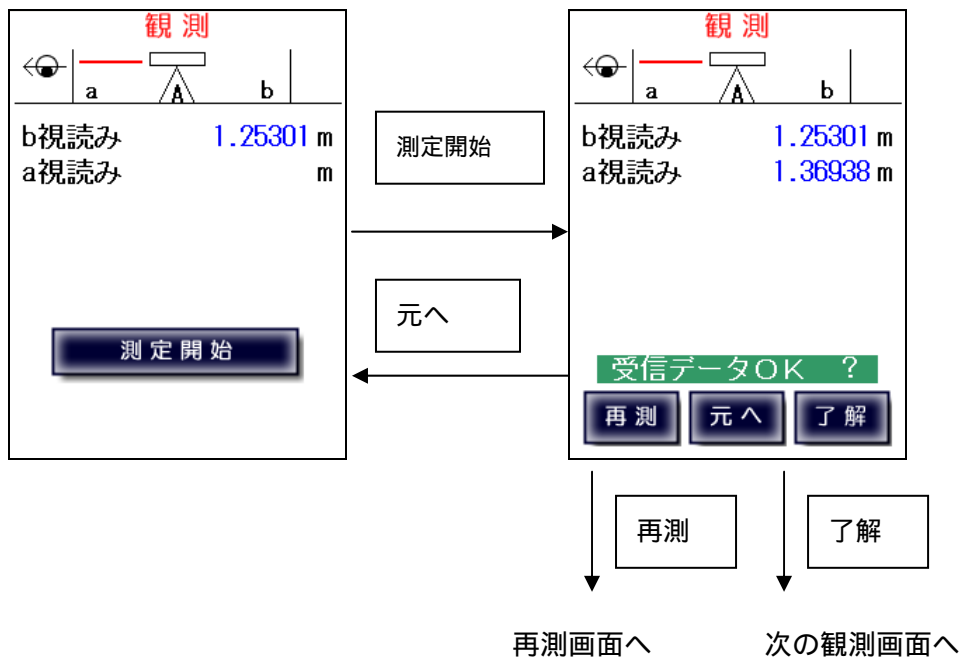 観測
a A b
b視読み 1.25301m
a視読み m
測定開始
測定開始
元へ
観測
a A b
b視読み 1.25301m
a視読み 1.36938m
受信データOK ?
再測 元へ 了解
再測 了解
再測画面へ 次の観測画面へ